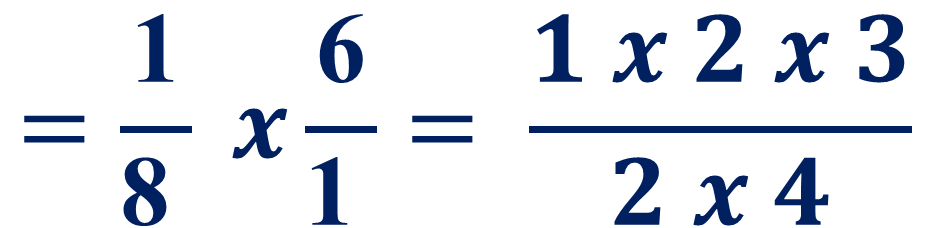 = 1/8 x 6/1 = 1 x 2 x 3 / 2 x 4